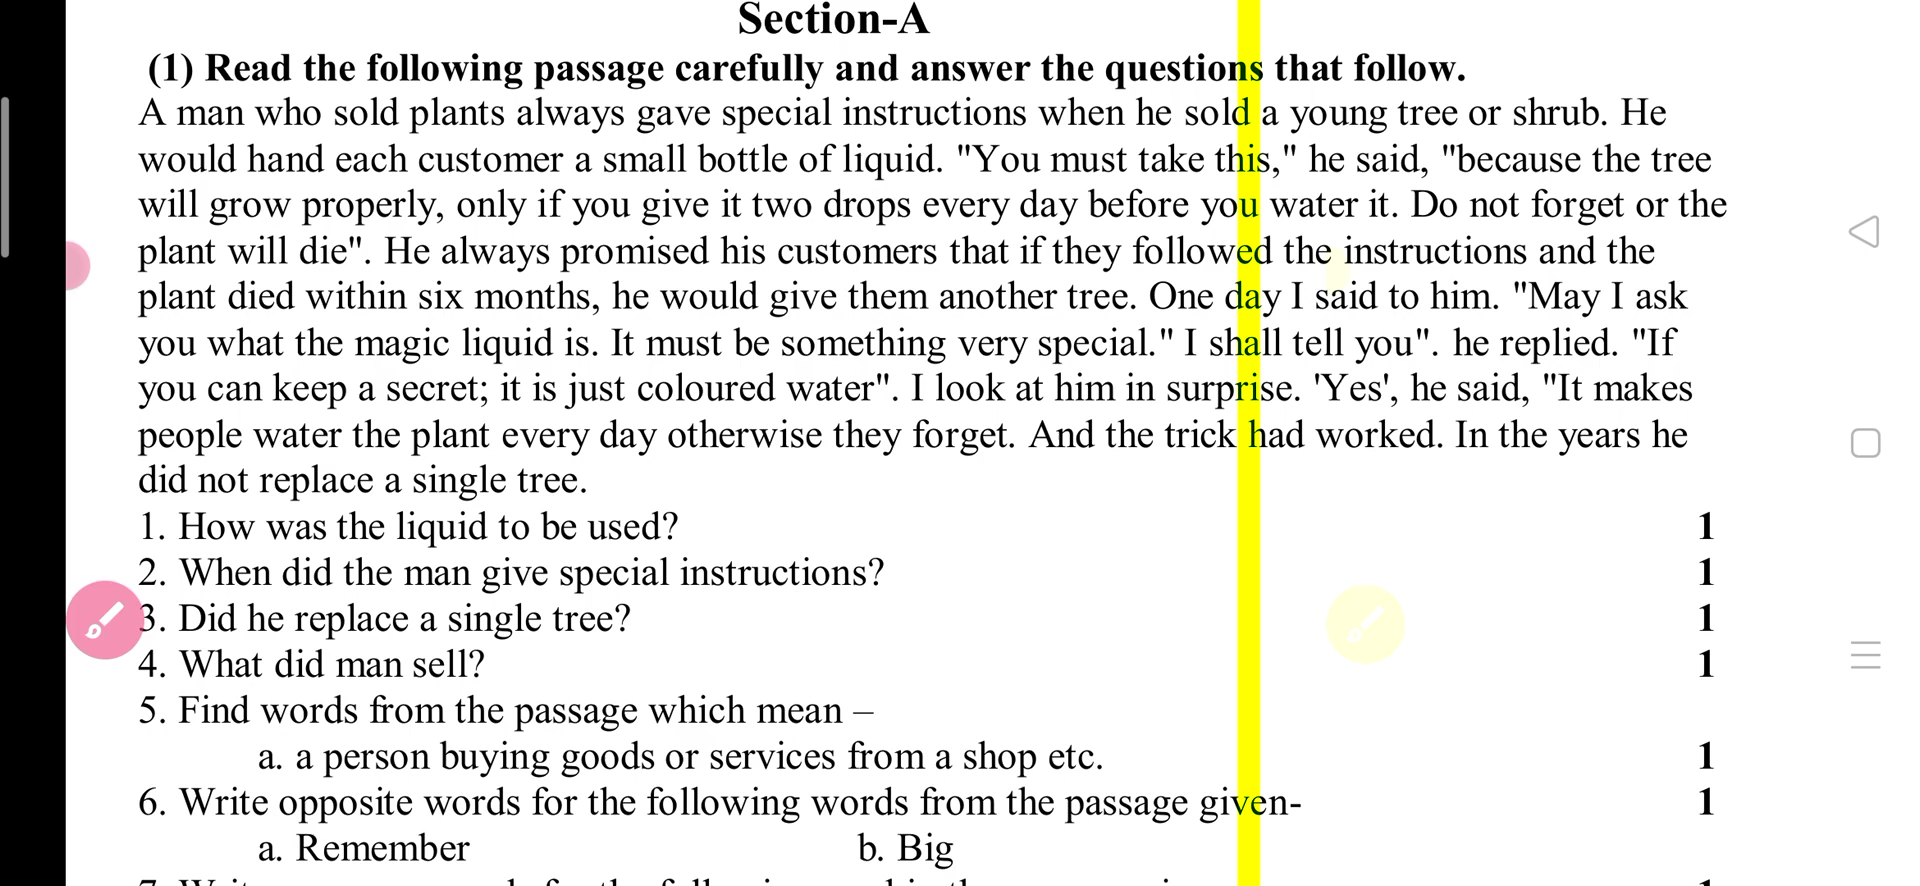 Section-A
(1) Read the following passage carefully and answer the questions that follow.
A man who sold plants always gave special instructions when he sold a young tree or shrub. He
would hand each customer a small bottle of liquid. "You must take this," he said, "because the tree
will grow properly, only if you give it two drops every day before you water it. Do not forget or the
plant will die". He always promised his customers that if they followed the instructions and the
plant died within six months, he would give them another tree. One day I said to him. "May I ask
you what the magic liquid is. It must be something very special." I shall tell you". he replied. "If
you can keep a secret; it is just coloured water". I look at him in surprise. 'Yes', he said, "It makes
people water the plant every day otherwise they forget. And the trick had worked. In the years he
did not replace a single tree.
1. How was the liquid to be used? 1
2. When did the man give special instructions? 1
3. Did he replace a single tree? 1
4. What did man sell? 1
5. Find words from the passage which mean –
a. a person buying goods or services from a shop etc. 1
6. Write opposite words for the following words from the passage given- 1
a. Remember b. Big